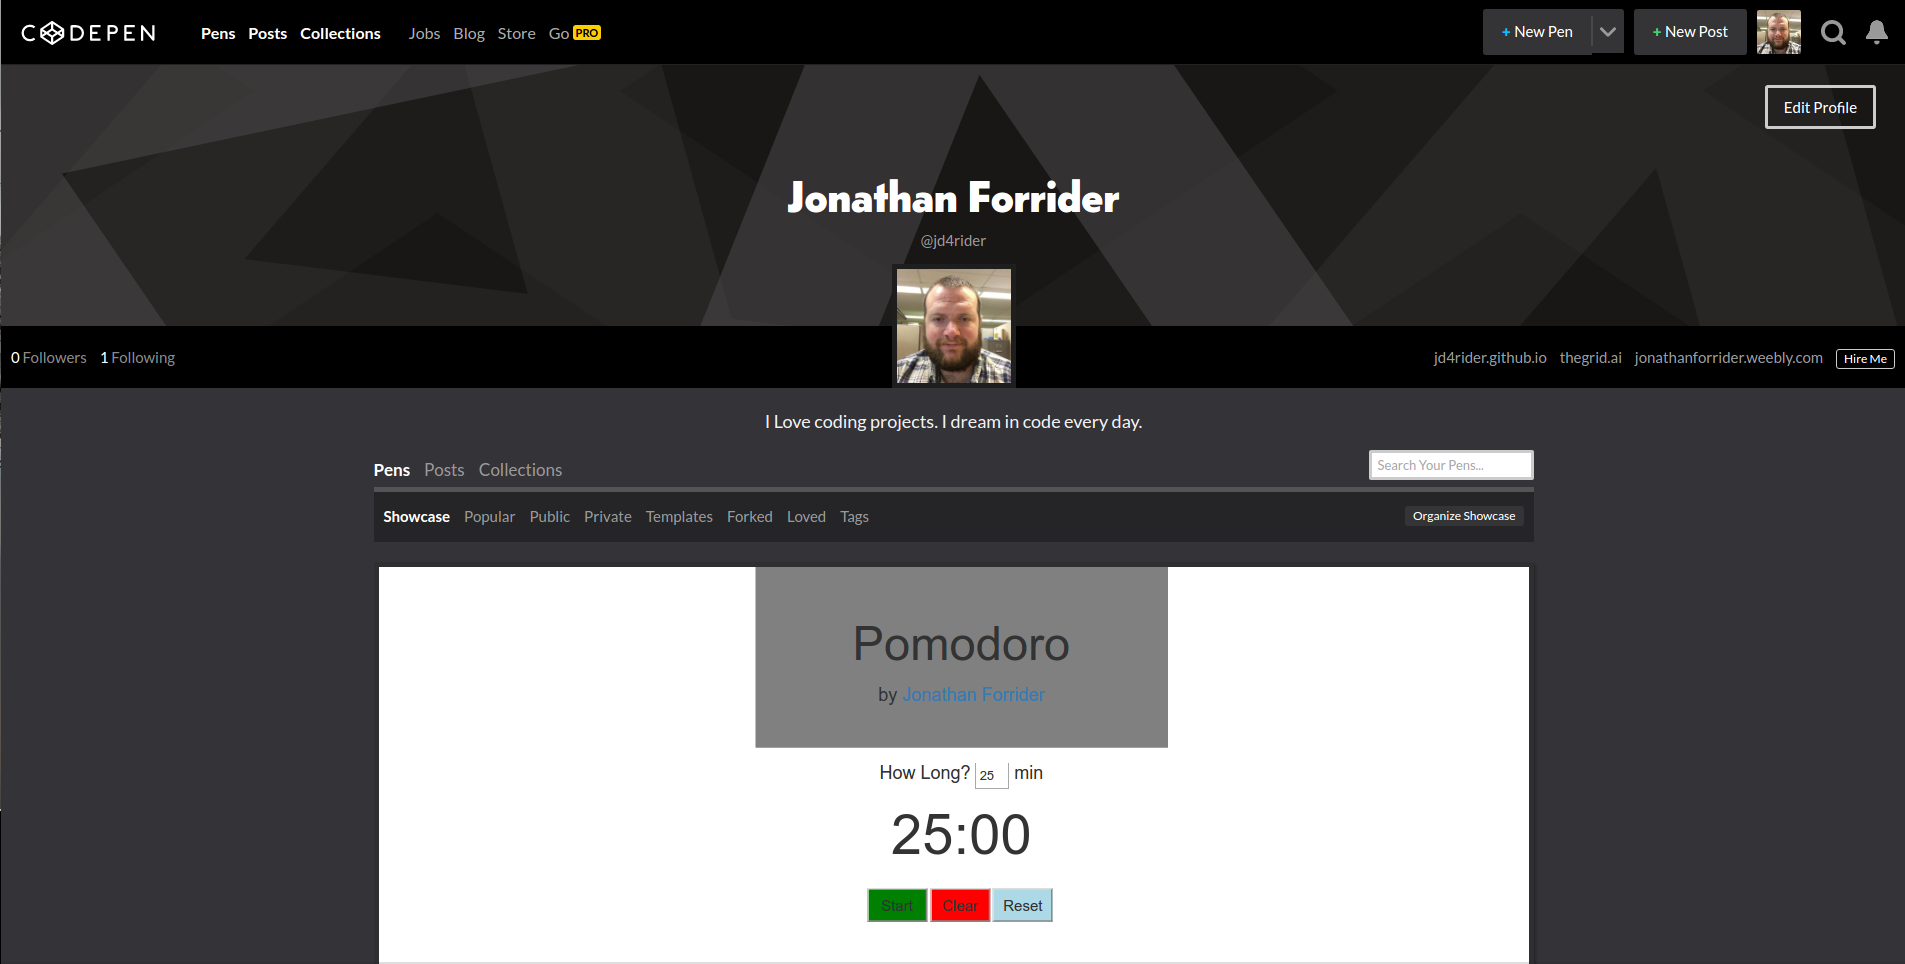 CODEPEN Pens Posts Collections Jobs Blog Store Go PRO + New Pen + New Post
Edit Profile
Jonathan Forrider
@jd4rider
0 Followers 1 Following jd4rider.github.io thegrid.ai jonathanforrider.weebly.com Hire Me
I Love coding projects. I dream in code every day.
Pens Posts Collections Search Your Pens...
Showcase Popular Public Private Templates Forked Loved Tags Organize Showcase
Pomodoro
by Jonathan Forrider
How Long? 25 min
25:00
Start Clear Reset